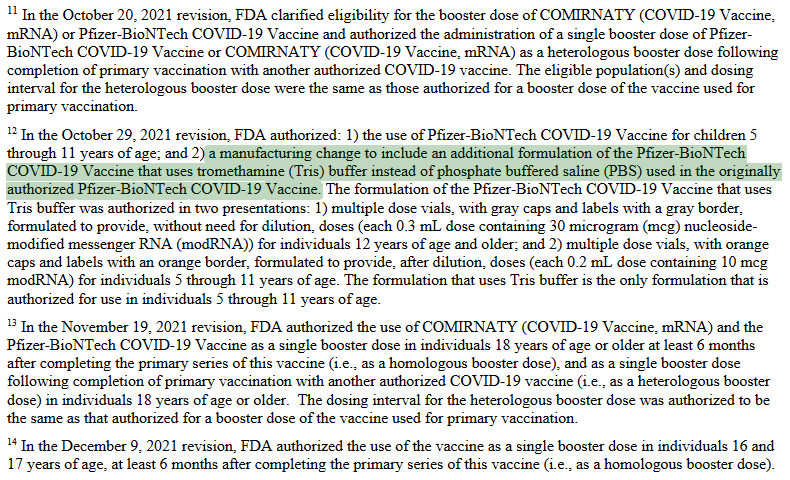 11 In the October 20, 2021 revision, FDA clarified eligibility for the booster dose of COMIRNATY (COVID-19 Vaccine,
mRNA) or Pfizer-BioNTech COVID-19 Vaccine and authorized the administration of a single booster dose of Pfizer-
BioNTech COVID-19 Vaccine or COMIRNATY (COVID-19 Vaccine, mRNA) as a heterologous booster dose following
completion of primary vaccination with another authorized COVID-19 vaccine. The eligible population(s) and dosing
interval for the heterologous booster dose were the same as those authorized for a booster dose of the vaccine used for
primary vaccination.
12 In the October 29, 2021 revision, FDA authorized: 1) the use of Pfizer-BioNTech COVID-19 Vaccine for children 5
through 11 years of age; and 2) a manufacturing change to include an additional formulation of the Pfizer-BioNTech
COVID-19 Vaccine that uses tromethamine (Tris) buffer instead of phosphate buffered saline (PBS) used in the originally
authorized Pfizer-BioNTech COVID-19 Vaccine. The formulation of the Pfizer-BioNTech COVID-19 Vaccine that uses
Tris buffer was authorized in two presentations: 1) multiple dose vials, with gray caps and labels with a gray border,
formulated to provide, without need for dilution, doses (each 0.3 mL dose containing 30 microgram (mcg) nucleoside-
modified messenger RNA (modRNA)) for individuals 12 years of age and older; and 2) multiple dose vials, with orange
caps and labels with an orange border, formulated to provide, after dilution, doses (each 0.2 mL dose containing 10 mcg
modRNA) for individuals 5 through 11 years of age. The formulation that uses Tris buffer is the only formulation that is
authorized for use in individuals 5 through 11 years of age.
13 In the November 19, 2021 revision, FDA authorized the use of COMIRNATY (COVID-19 Vaccine, mRNA) and the
Pfizer-BioNTech COVID-19 Vaccine as a single booster dose in individuals 18 years of age or older at least 6 months
after completing the primary series of this vaccine (i.e., as a homologous booster dose), and as a single booster dose
following completion of primary vaccination with another authorized COVID-19 vaccine (i.e., as a heterologous booster
dose) in individuals 18 years of age or older. The dosing interval for the heterologous booster dose was authorized to be
the same as that authorized for a booster dose of the vaccine used for primary vaccination.
14 In the December 9, 2021 revision, FDA authorized the use of the vaccine as a single booster dose in individuals 16 and
17 years of age, at least 6 months after completing the primary series of this vaccine (i.e., as a homologous booster dose).